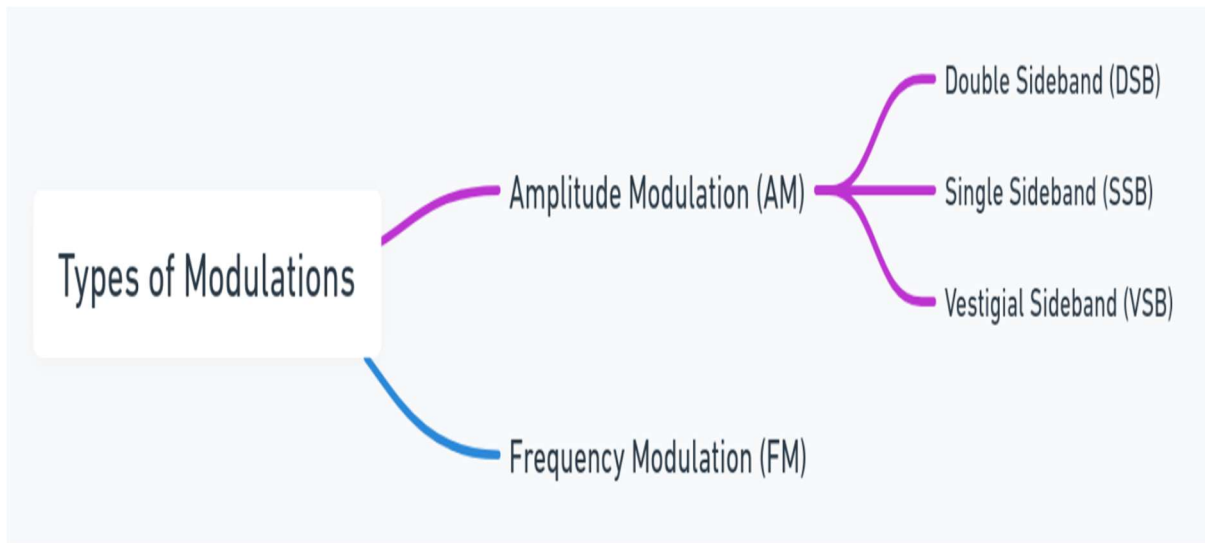 Types of Modulations
Amplitude Modulation (AM)
Double Sideband (DSB)
Single Sideband (SSB)
Vestigial Sideband (VSB)
Frequency Modulation (FM)